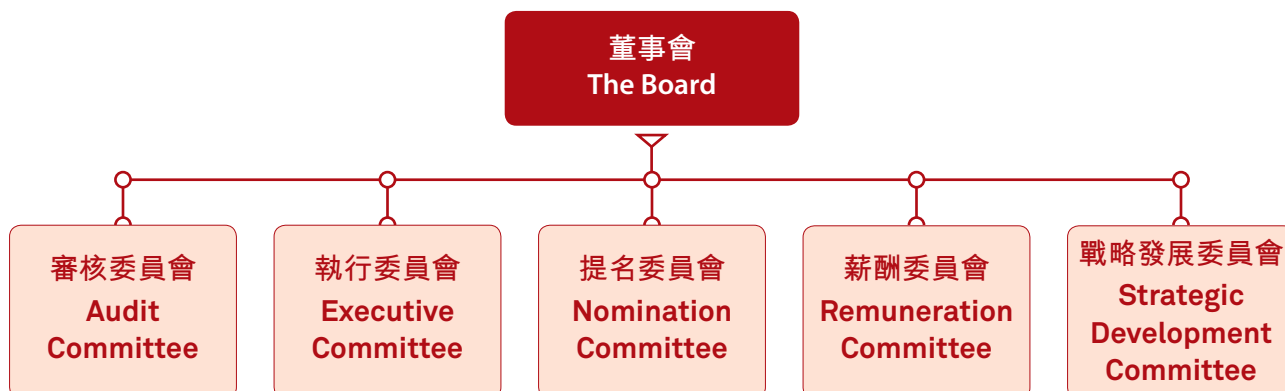 董事會
The Board
審核委員會
Audit
Committee
執行委員會
Executive
Committee
提名委員會
Nomination
Committee
薪酬委員會
Remuneration
Committee
戰略發展委員會
Strategic
Development
Committee